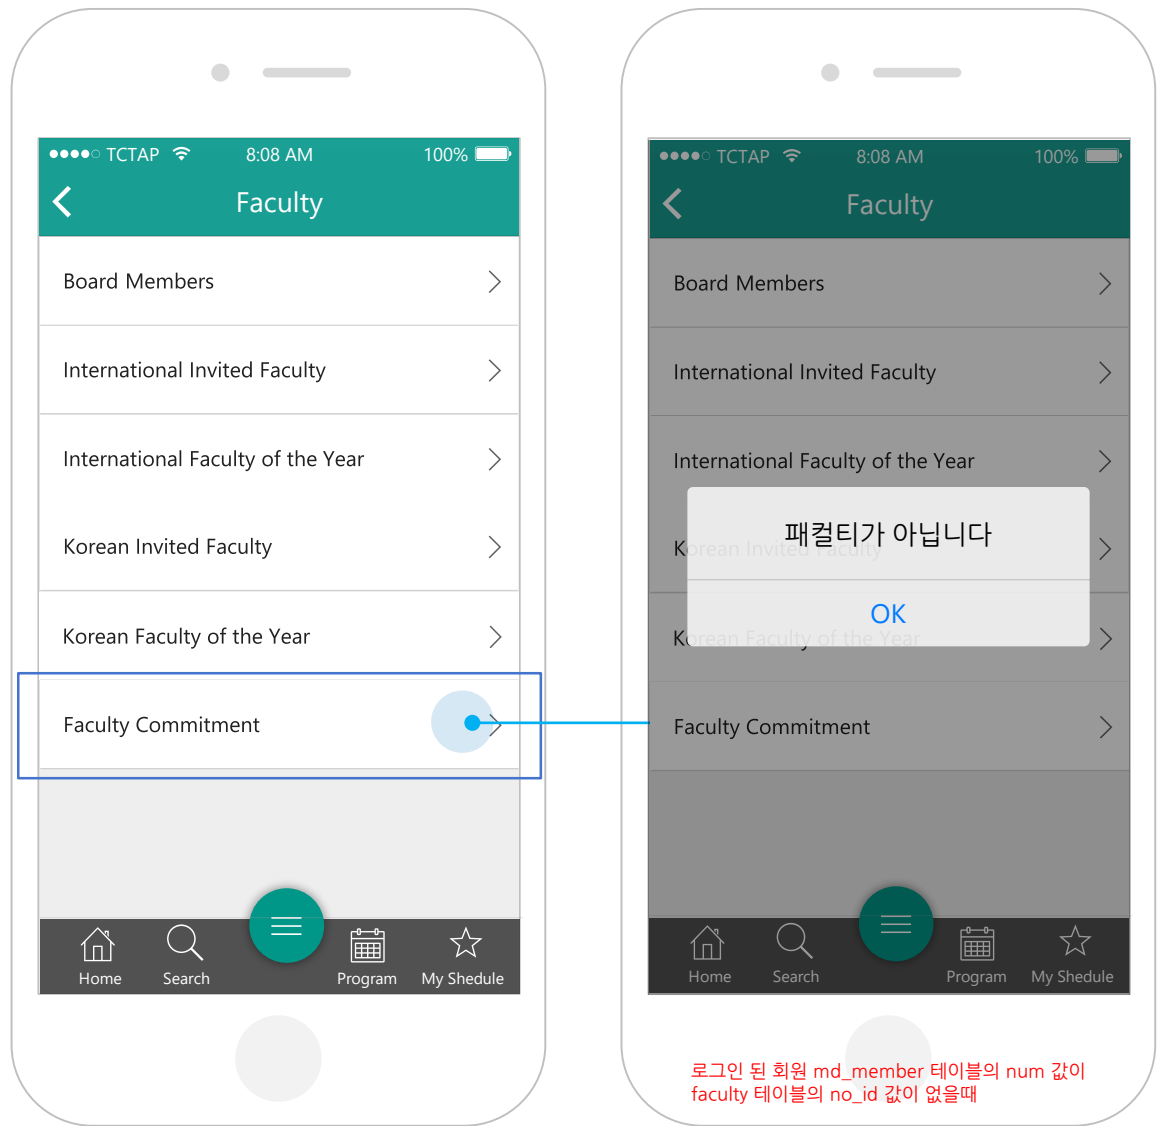 TCTAP 8:08 AM 100%
Faculty
Board Members
International Invited Faculty
International Faculty of the Year
Korean Invited Faculty
Korean Faculty of the Year
Faculty Commitment
Home Search Program My Shedule
TCTAP 8:08 AM 100%
Faculty
Board Members
International Invited Faculty
International Faculty of the Year
패컬티가 아닙니다
Korean Invited Faculty
OK
Korean Faculty of the Year
Faculty Commitment
Home Search Program My Shedule
로그인 된 회원 md_member 테이블의 num 값이
faculty 테이블의 no_id 값이 없을때